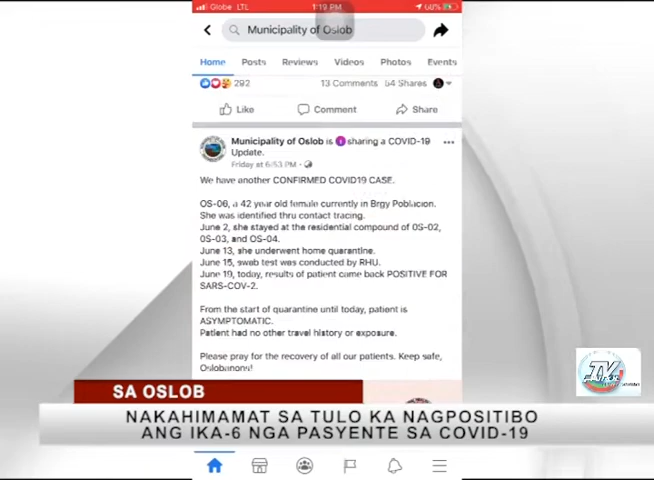 Globe LTE
1:19 PM
60%
Municipality of Oslob
Home Posts Reviews Videos Photos Events
292
13 Comments 54 Shares
Like Comment Share
Municipality of Oslob is sharing a COVID-19
Update.
Friday at 6:53 PM
We have another CONFIRMED COVID19 CASE.
OS-06, a 42 year old female currently in Brgy Poblacion.
She was identified thru contact tracing.
June 2, she stayed at the residential compound of OS-02,
OS-03, and OS-04.
June 13, she underwent home quarantine.
June 15, swab test was conducted by RHU.
June 19, today, results of patient came back POSITIVE FOR
SARS-COV-2.
From the start of quarantine until today, patient is
ASYMPTOMATIC.
Patient had no other travel history or exposure.
Please pray for the recovery of all our patients. Keep safe,
Oslobanons!
SA OSLOB
NAKAHIMAMAT SA TULO KA NAGPOSITIBO
ANG IKA-6 NGA PASYENTE SA COVID-19
TV